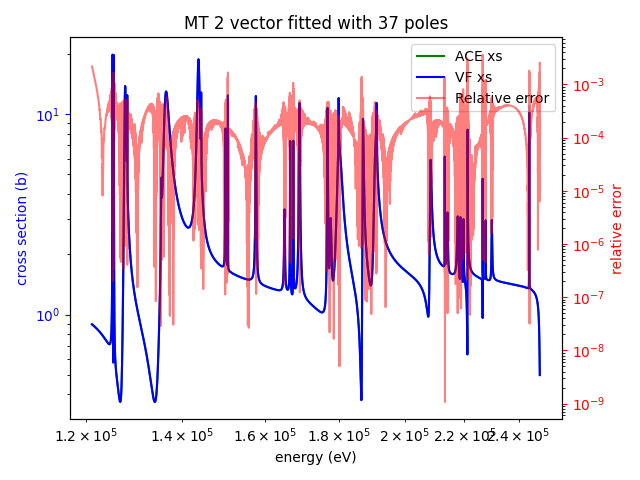 MT 2 vector fitted with 37 poles
ACE xs
VF xs
Relative error
cross section (b)
10¹
10⁰
relative error
10⁻³
10⁻⁴
10⁻⁵
10⁻⁶
10⁻⁷
10⁻⁸
10⁻⁹
1.2 × 10⁵ 1.4 × 10⁵ 1.6 × 10⁵ 1.8 × 10⁵ 2 × 10⁵ 2.2 × 10⁵ 2.4 × 10⁵
energy (eV)